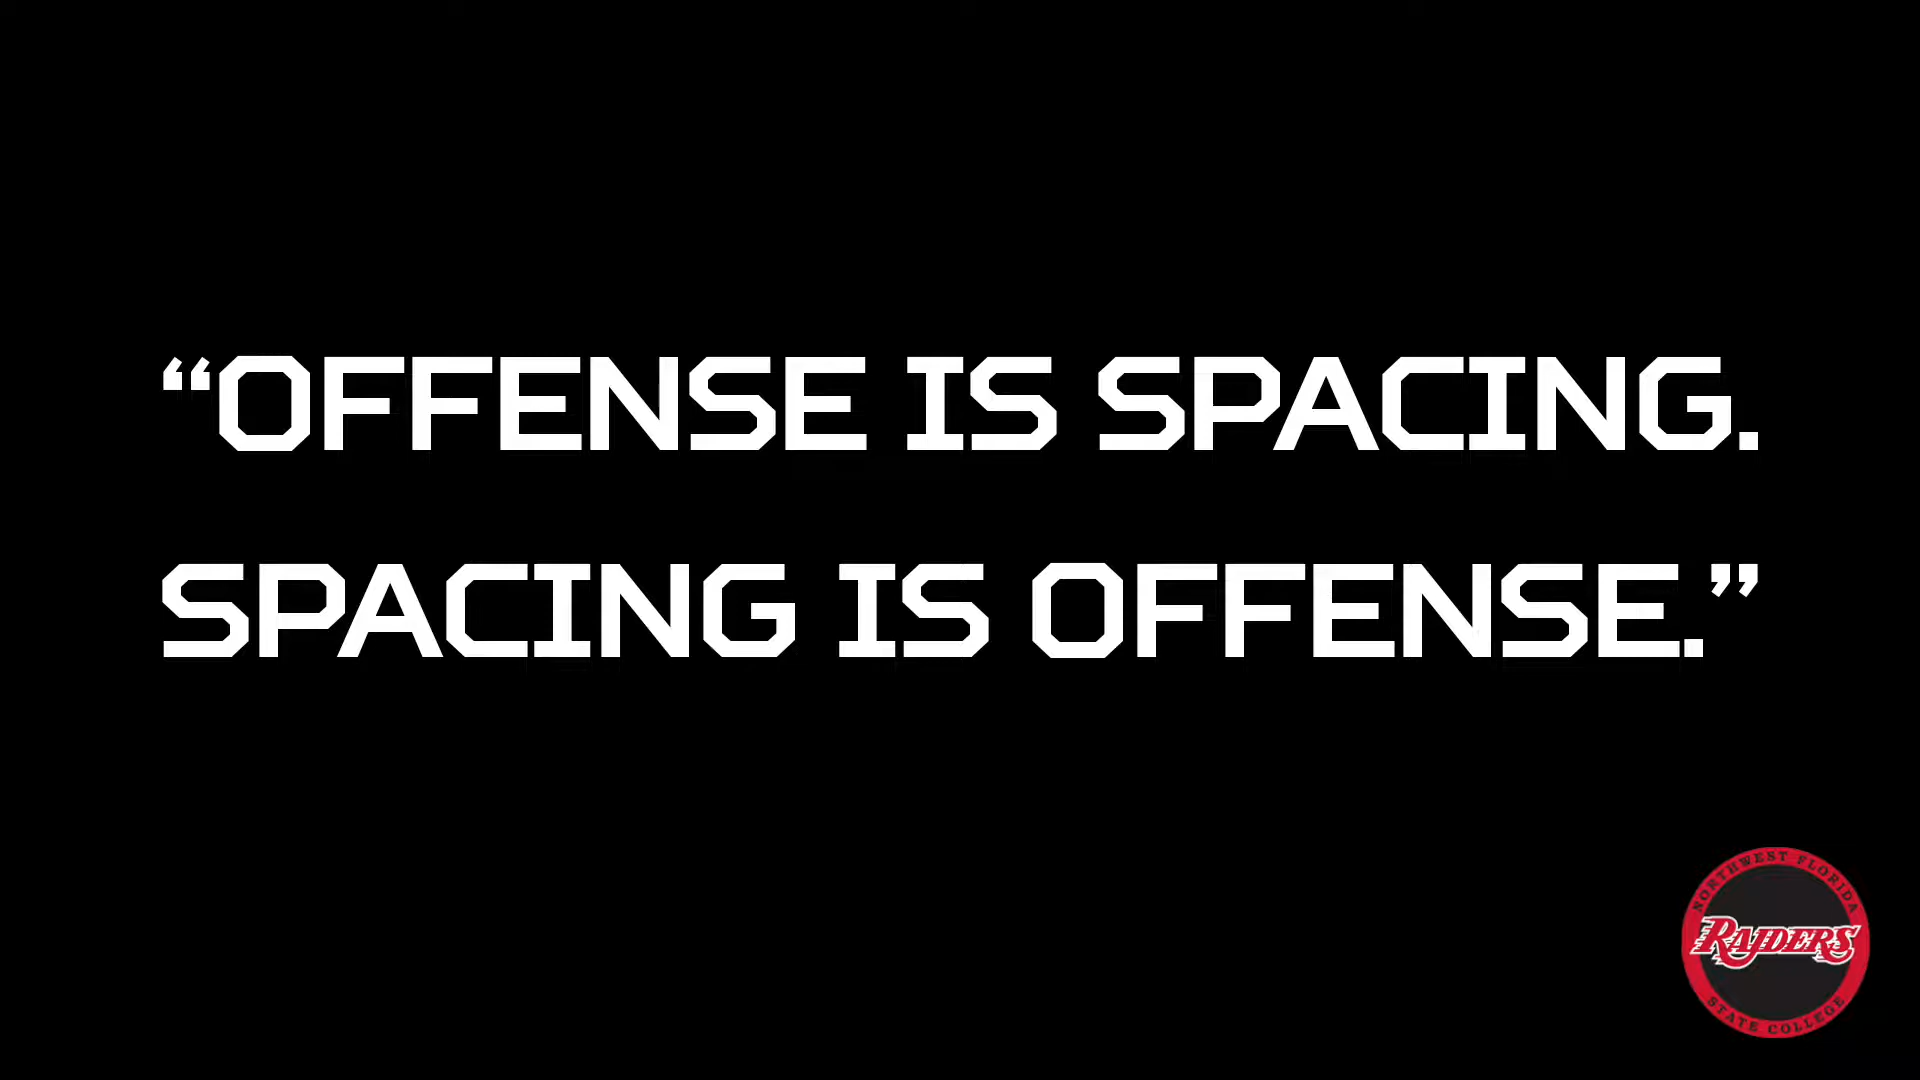 “OFFENSE IS SPACING.
SPACING IS OFFENSE.”
NORTHWEST FLORIDA
RAIDERS
STATE COLLEGE